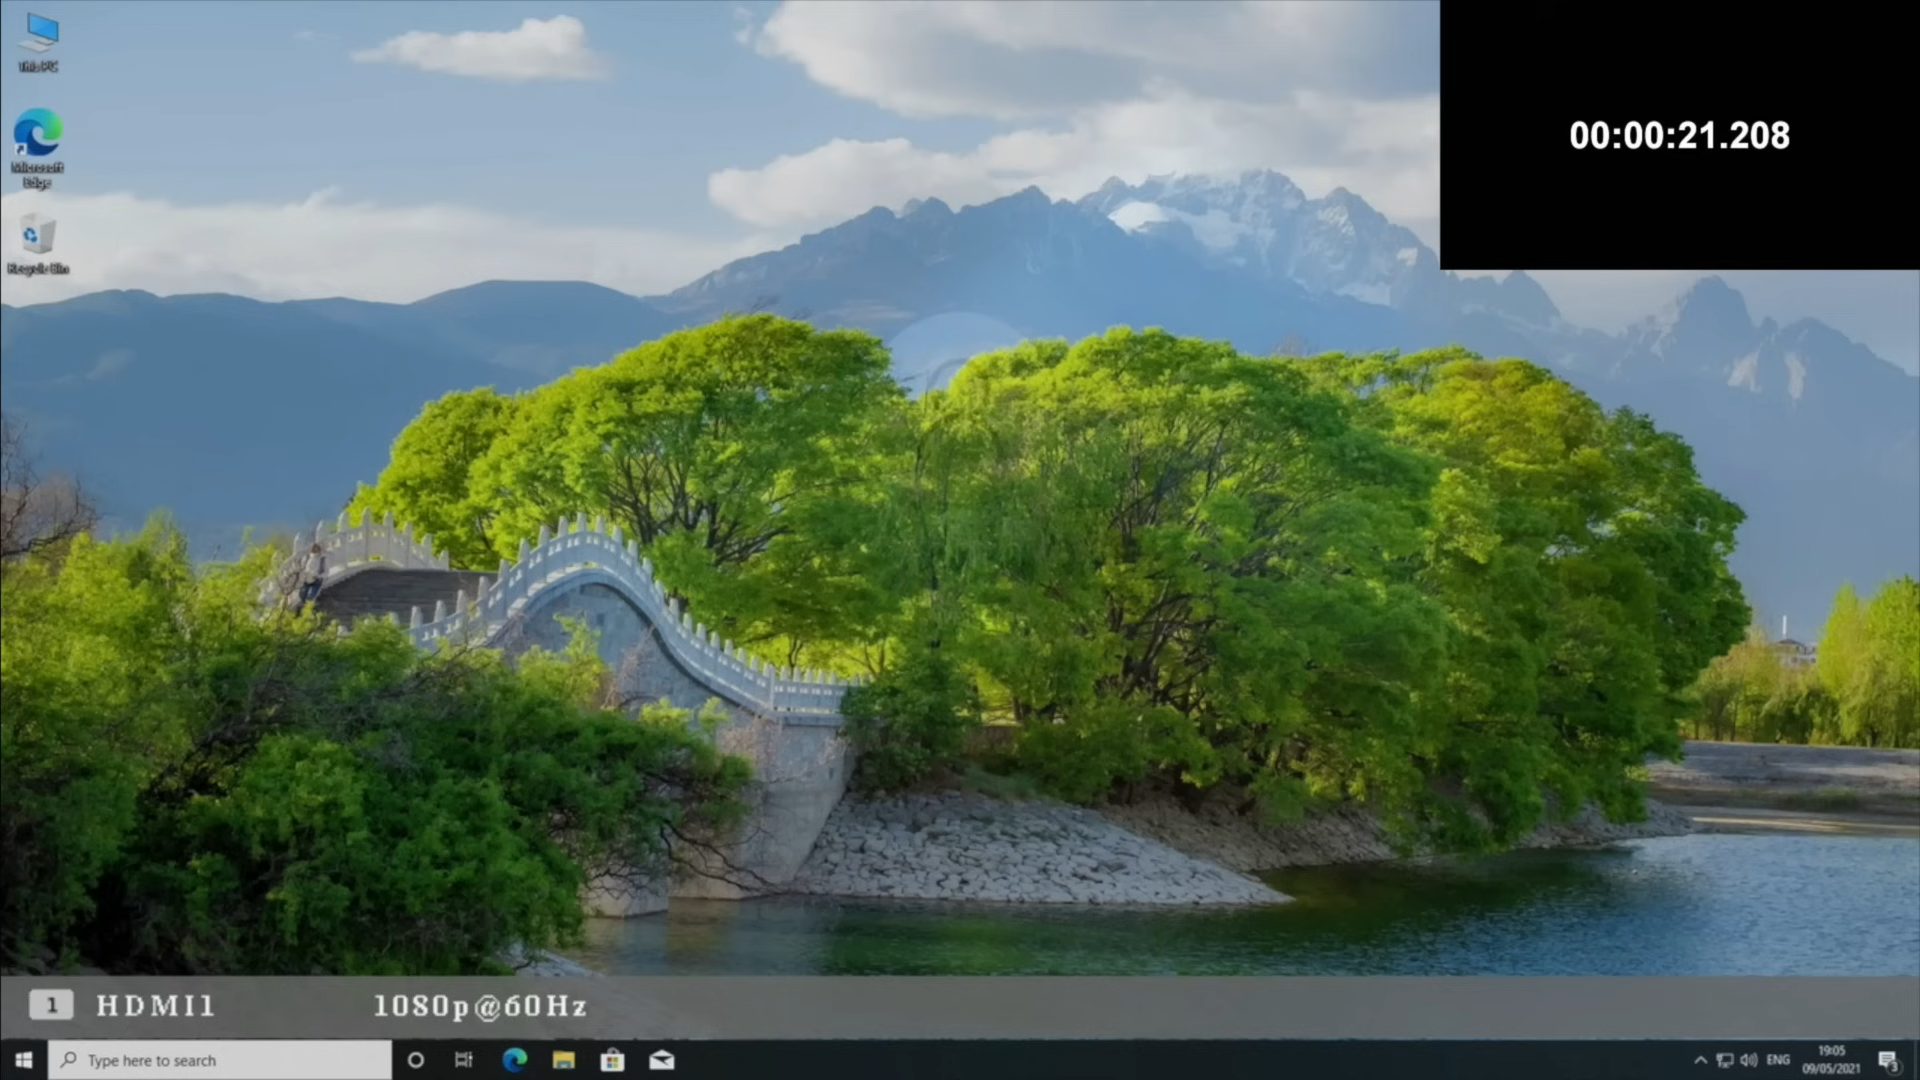 This PC
00:00:21.208
Microsoft
Edge
Recycle Bin
1 HDMI1 1080p@60Hz
Type here to search
ENG
19:05
09/05/2021
3